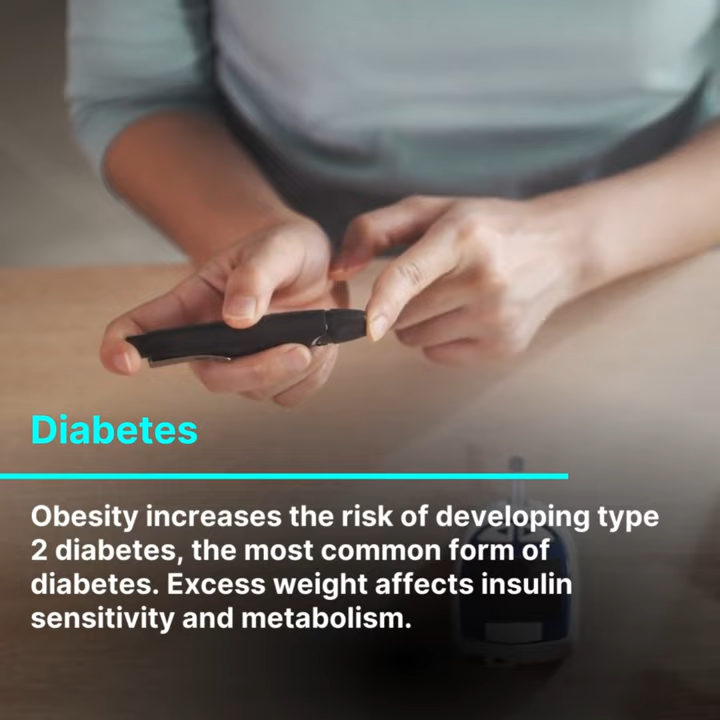 Diabetes
Obesity increases the risk of developing type
2 diabetes, the most common form of
diabetes. Excess weight affects insulin
sensitivity and metabolism.